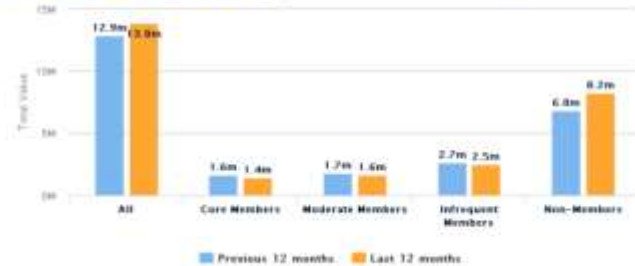 15M
12.9m
13.8m
10M
8.2m
6.8m
Total Value
5M
1.6m 1.4m
1.7m 1.6m
2.7m 2.5m
0M
All
Core Members
Moderate Members
Infrequent
Members
Non-Members
Previous 12 months
Last 12 months